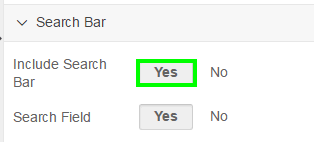 Search Bar
Include Search Bar Yes No
Search Field Yes No